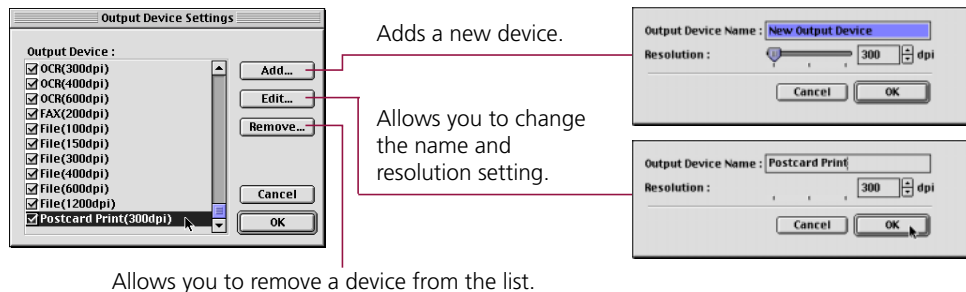 Output Device Settings
Output Device :
OCR(300dpi)
OCR(400dpi)
OCR(600dpi)
FAX(200dpi)
File(100dpi)
File(150dpi)
File(300dpi)
File(400dpi)
File(600dpi)
File(1200dpi)
Postcard Print(300dpi)
Add...
Edit...
Remove...
Cancel
OK
Adds a new device.
Allows you to change
the name and
resolution setting.
Allows you to remove a device from the list.
Output Device Name : New Output Device
Resolution : 300 dpi
Cancel OK
Output Device Name : Postcard Print
Resolution : 300 dpi
Cancel OK